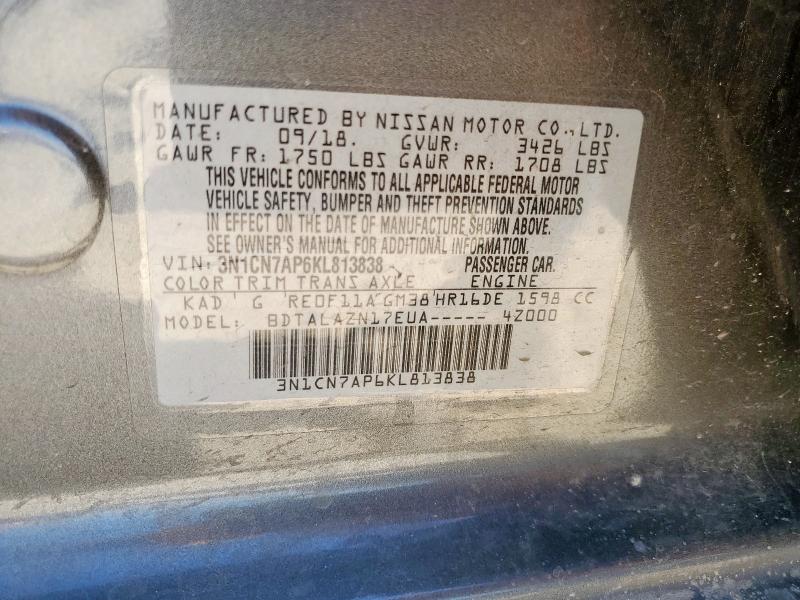 MANUFACTURED BY NISSAN MOTOR CO., LTD.
DATE: 09/18. GVWR: 3426 LBS
GAWR FR: 1750 LBS GAWR RR: 1708 LBS
THIS VEHICLE CONFORMS TO ALL APPLICABLE FEDERAL MOTOR
VEHICLE SAFETY, BUMPER AND THEFT PREVENTION STANDARDS
IN EFFECT ON THE DATE OF MANUFACTURE SHOWN ABOVE.
SEE OWNER'S MANUAL FOR ADDITIONAL INFORMATION.
VIN: 3N1CN7AP6KL813838 PASSENGER CAR.
COLOR TRIM TRANS AXLE ENGINE
KAD G RE0F11A GM38 HR16DE 1598 CC
MODEL: BDTALAZN17EUA----- 4Z000
3N1CN7AP6KL813838